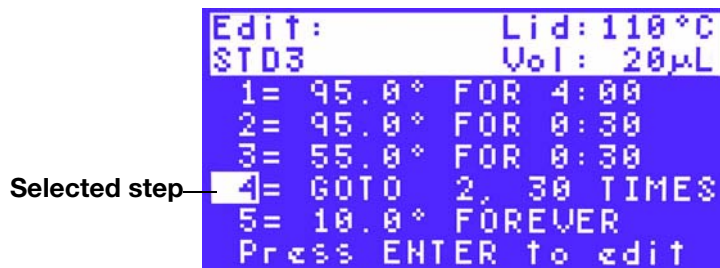 Edit: Lid:110°C
STD3 Vol: 20µL
1= 95.0° FOR 4:00
2= 95.0° FOR 0:30
3= 55.0° FOR 0:30
Selected step 4= GOTO 2, 30 TIMES
5= 10.0° FOREVER
Press ENTER to edit